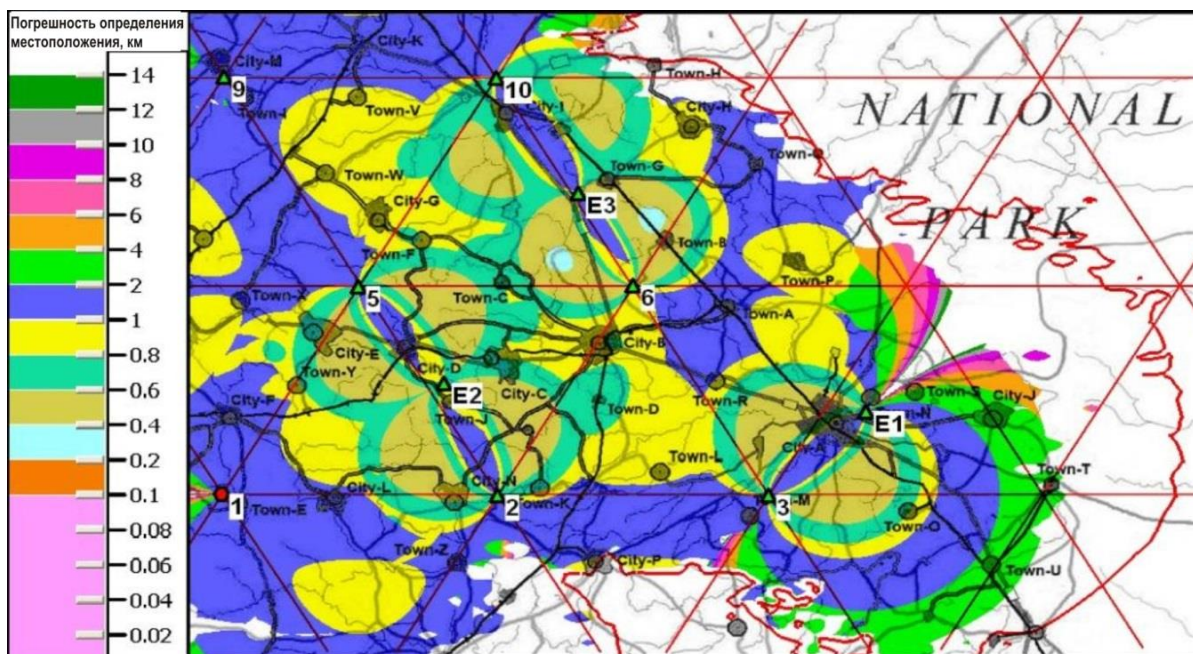 Погрешность определения
местоположения, км
14
12
10
8
6
4
2
1
0.8
0.6
0.4
0.2
0.1
0.08
0.06
0.04
0.02
City-K
City-M
Town-H
9
10
Town-I
Town-V
City-I
City-H
NATIONAL
Town-W
Town-G
City-G
E3
PARK
Town-F
Town-B
Town-P
Town-X
5
Town-C
6
Town-A
City-E
City-B
Town-Y
City-D
City-C
E2
Town-R
Town-S
City-F
Town-J
Town-D
E1
City-J
City-A
Town-L
City-N
Town-T
1
City-L
2
3
Town-E
Town-K
Town-Z
City-P
Town-U